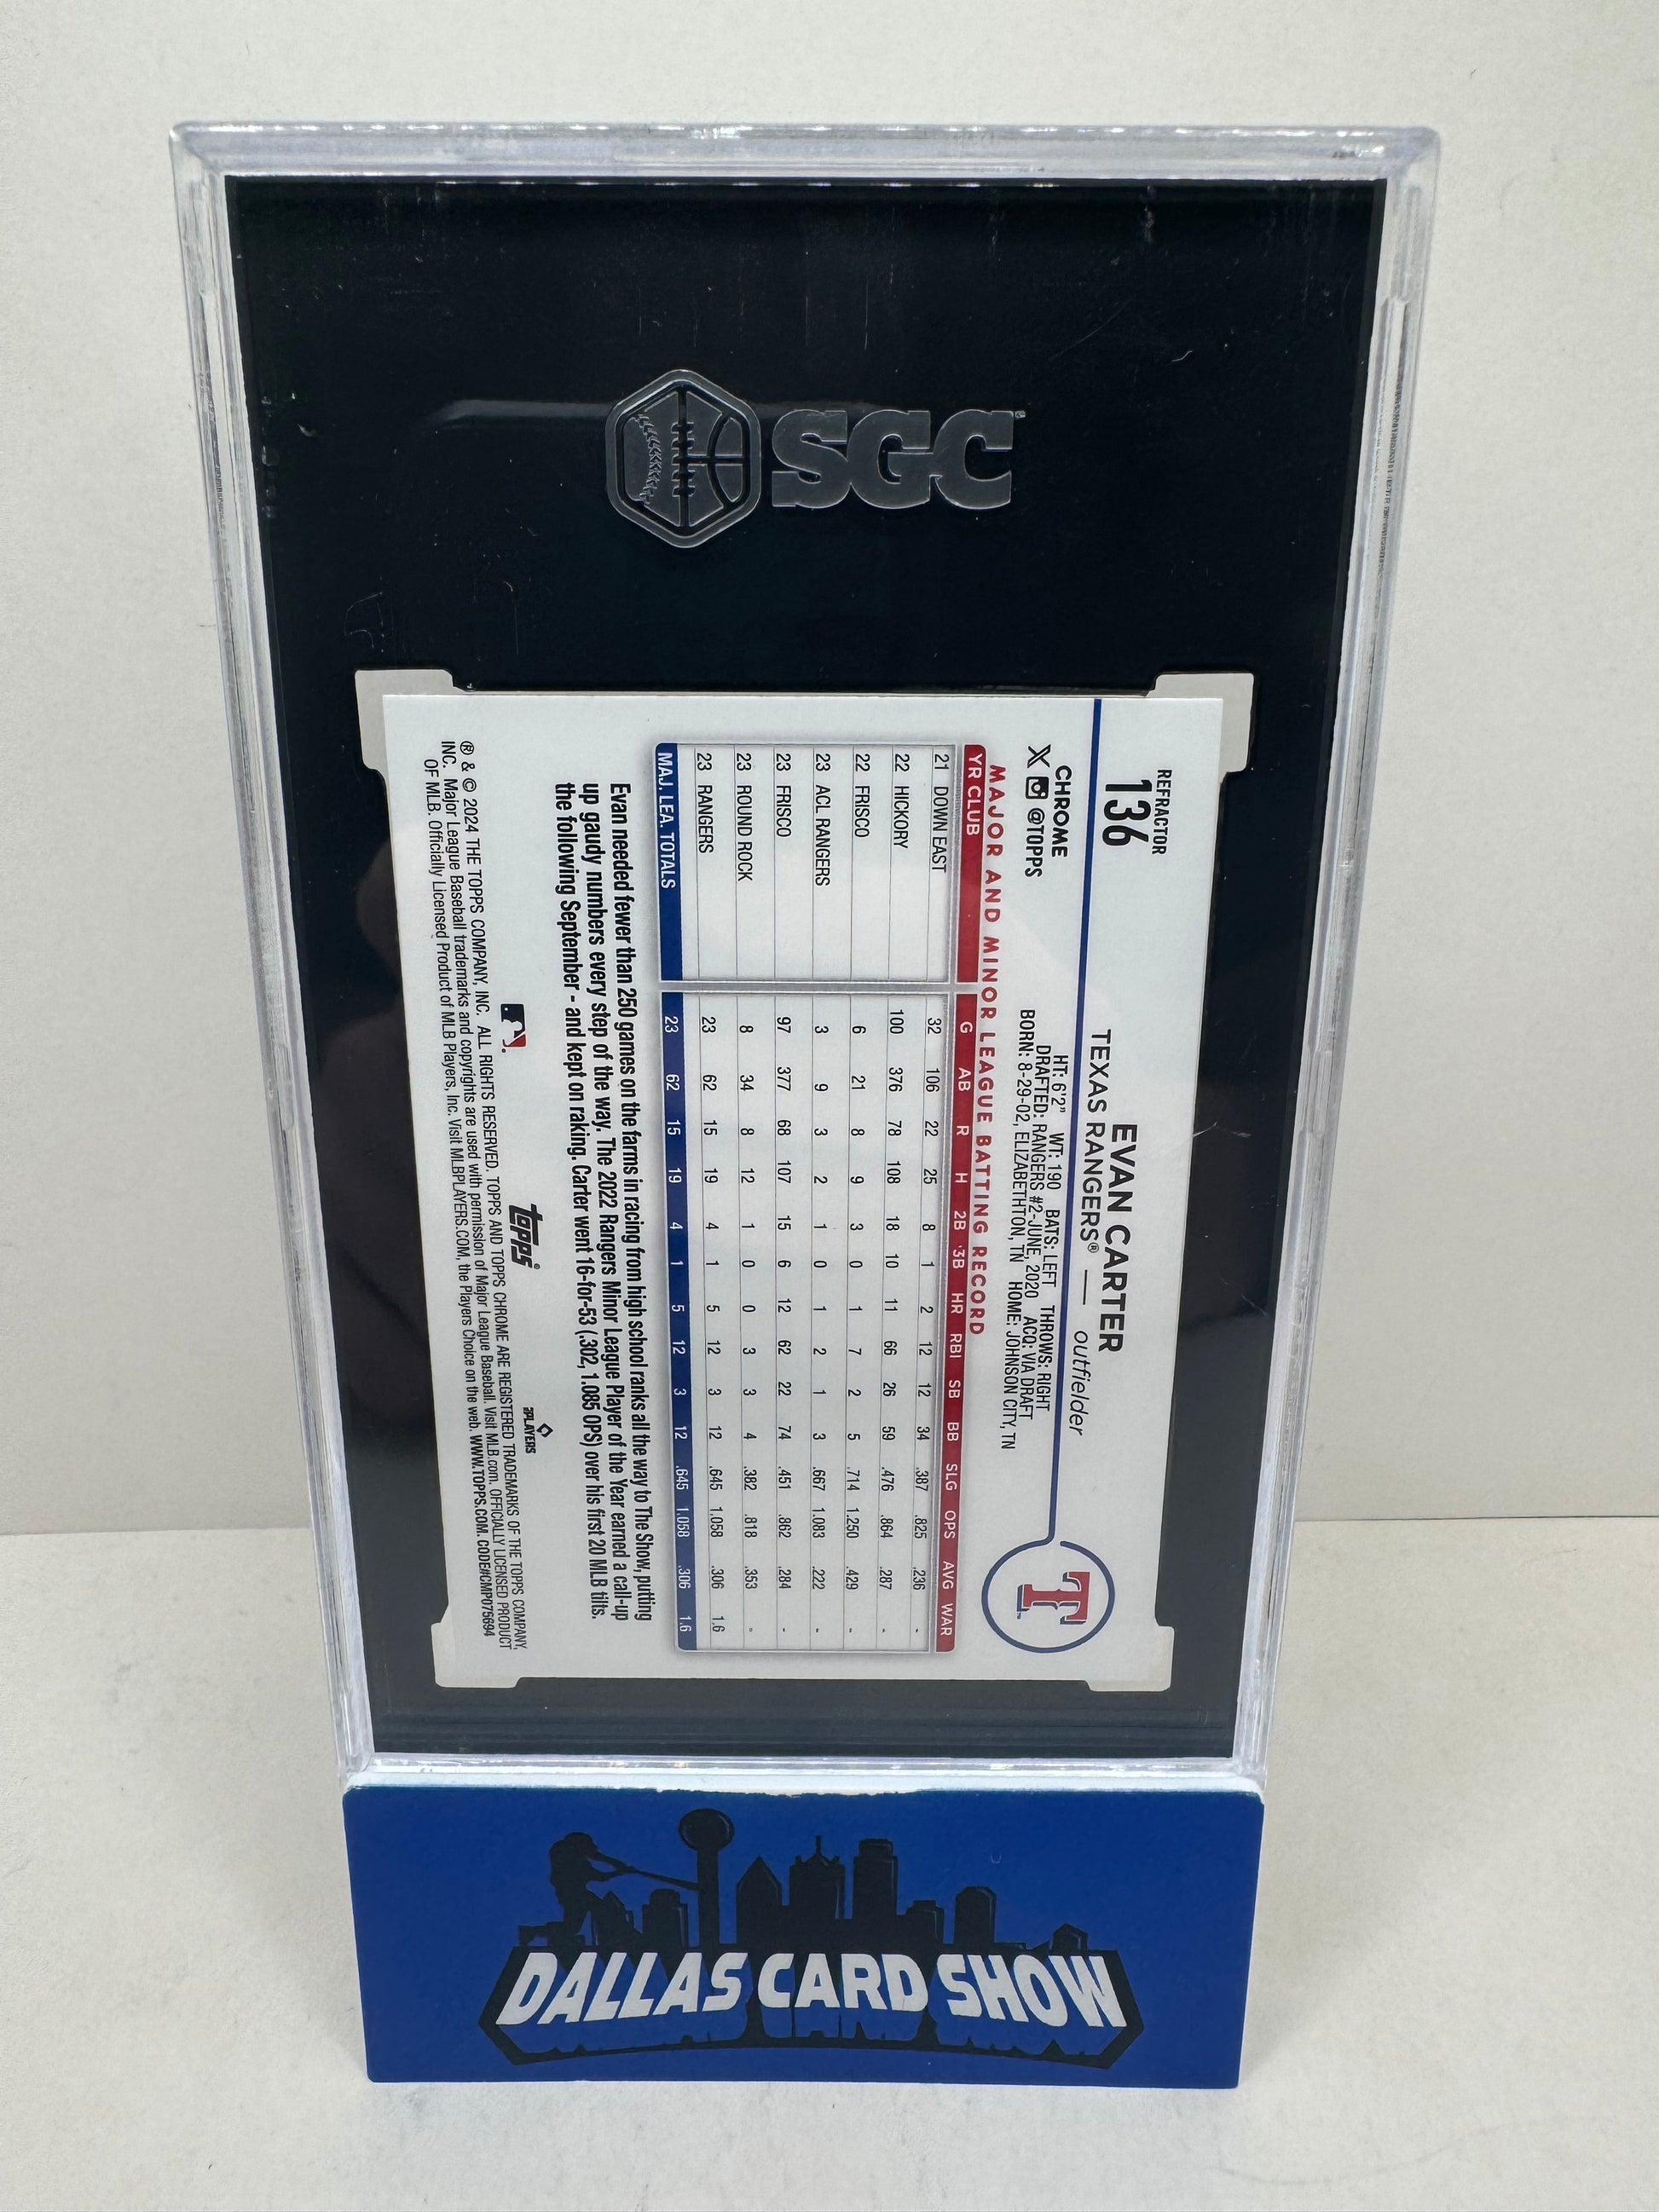 SGC
REFRACTOR
136
EVAN CARTER
TEXAS RANGERS® — outfielder
CHROME
@TOPPS
HT: 6'2" WT: 190 BATS: LEFT THROWS: RIGHT
DRAFTED: RANGERS #2-JUNE, 2020 ACQ: VIA DRAFT
BORN: 8-29-02, ELIZABETHTON, TN HOME: JOHNSON CITY, TN
T
MAJOR AND MINOR LEAGUE BATTING RECORD
YR CLUB G AB R H 2B 3B HR RBI SB BB SLG OPS AVG WAR
21 DOWN EAST 32 106 22 25 8 1 2 12 12 34 .387 .825 .236 -
22 HICKORY 100 376 78 108 18 10 11 66 26 59 .476 .864 .287 -
22 FRISCO 6 21 8 9 3 0 1 7 2 5 .714 1.250 .429 -
23 ACL RANGERS 3 9 3 2 1 0 1 2 1 3 .667 1.083 .222 -
23 FRISCO 97 377 68 107 15 6 12 62 22 74 .451 .862 .284 -
23 ROUND ROCK 8 34 8 12 1 0 0 3 3 4 .382 .818 .353 -
23 RANGERS 23 62 15 19 4 1 5 12 3 12 .645 1.058 .306 1.6
MAJ. LEA. TOTALS 23 62 15 19 4 1 5 12 3 12 .645 1.058 .306 1.6
Evan needed fewer than 250 games on the farms in racing from high school ranks all the way to The Show, putting
up gaudy numbers every step of the way. The 2022 Rangers Minor League Player of the Year earned a call-up
the following September - and kept on raking. Carter went 16-for-53 (.302, 1.085 OPS) over his first 20 MLB tilts.
topps®
PLAYERS
® & © 2024 THE TOPPS COMPANY, INC. ALL RIGHTS RESERVED. TOPPS AND TOPPS CHROME ARE REGISTERED TRADEMARKS OF THE TOPPS COMPANY,
INC. Major League Baseball trademarks and copyrights are used with permission of Major League Baseball. Visit MLB.com. OFFICIALLY LICENSED PRODUCT
OF MLB. Officially Licensed Product of MLB Players, Inc. Visit MLBPLAYERS.COM, the Players Choice on the web. WWW.TOPPS.COM. CODE#CMP075694
DALLAS CARD SHOW